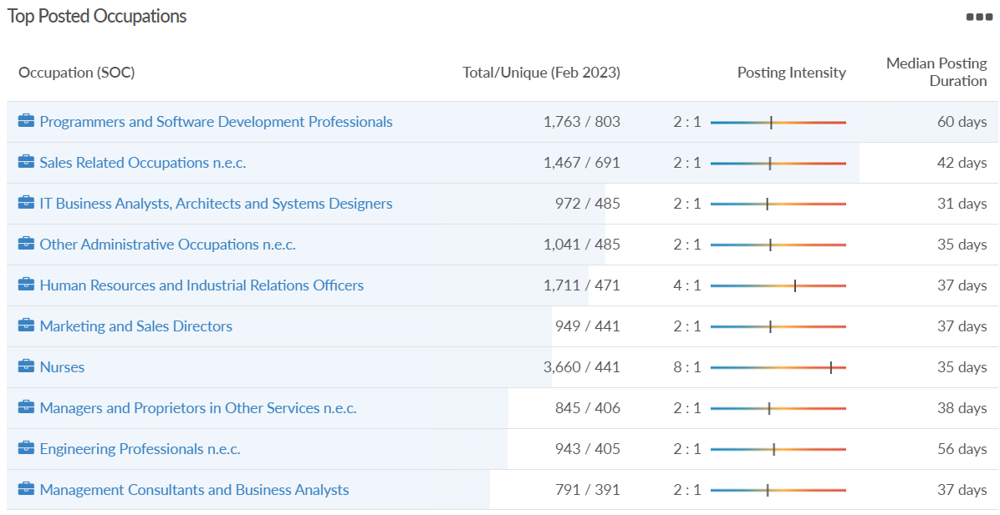 Top Posted Occupations
Occupation (SOC) Total/Unique (Feb 2023) Posting Intensity Median Posting Duration
Programmers and Software Development Professionals 1,763 / 803 2 : 1 60 days
Sales Related Occupations n.e.c. 1,467 / 691 2 : 1 42 days
IT Business Analysts, Architects and Systems Designers 972 / 485 2 : 1 31 days
Other Administrative Occupations n.e.c. 1,041 / 485 2 : 1 35 days
Human Resources and Industrial Relations Officers 1,711 / 471 4 : 1 37 days
Marketing and Sales Directors 949 / 441 2 : 1 37 days
Nurses 3,660 / 441 8 : 1 35 days
Managers and Proprietors in Other Services n.e.c. 845 / 406 2 : 1 38 days
Engineering Professionals n.e.c. 943 / 405 2 : 1 56 days
Management Consultants and Business Analysts 791 / 391 2 : 1 37 days